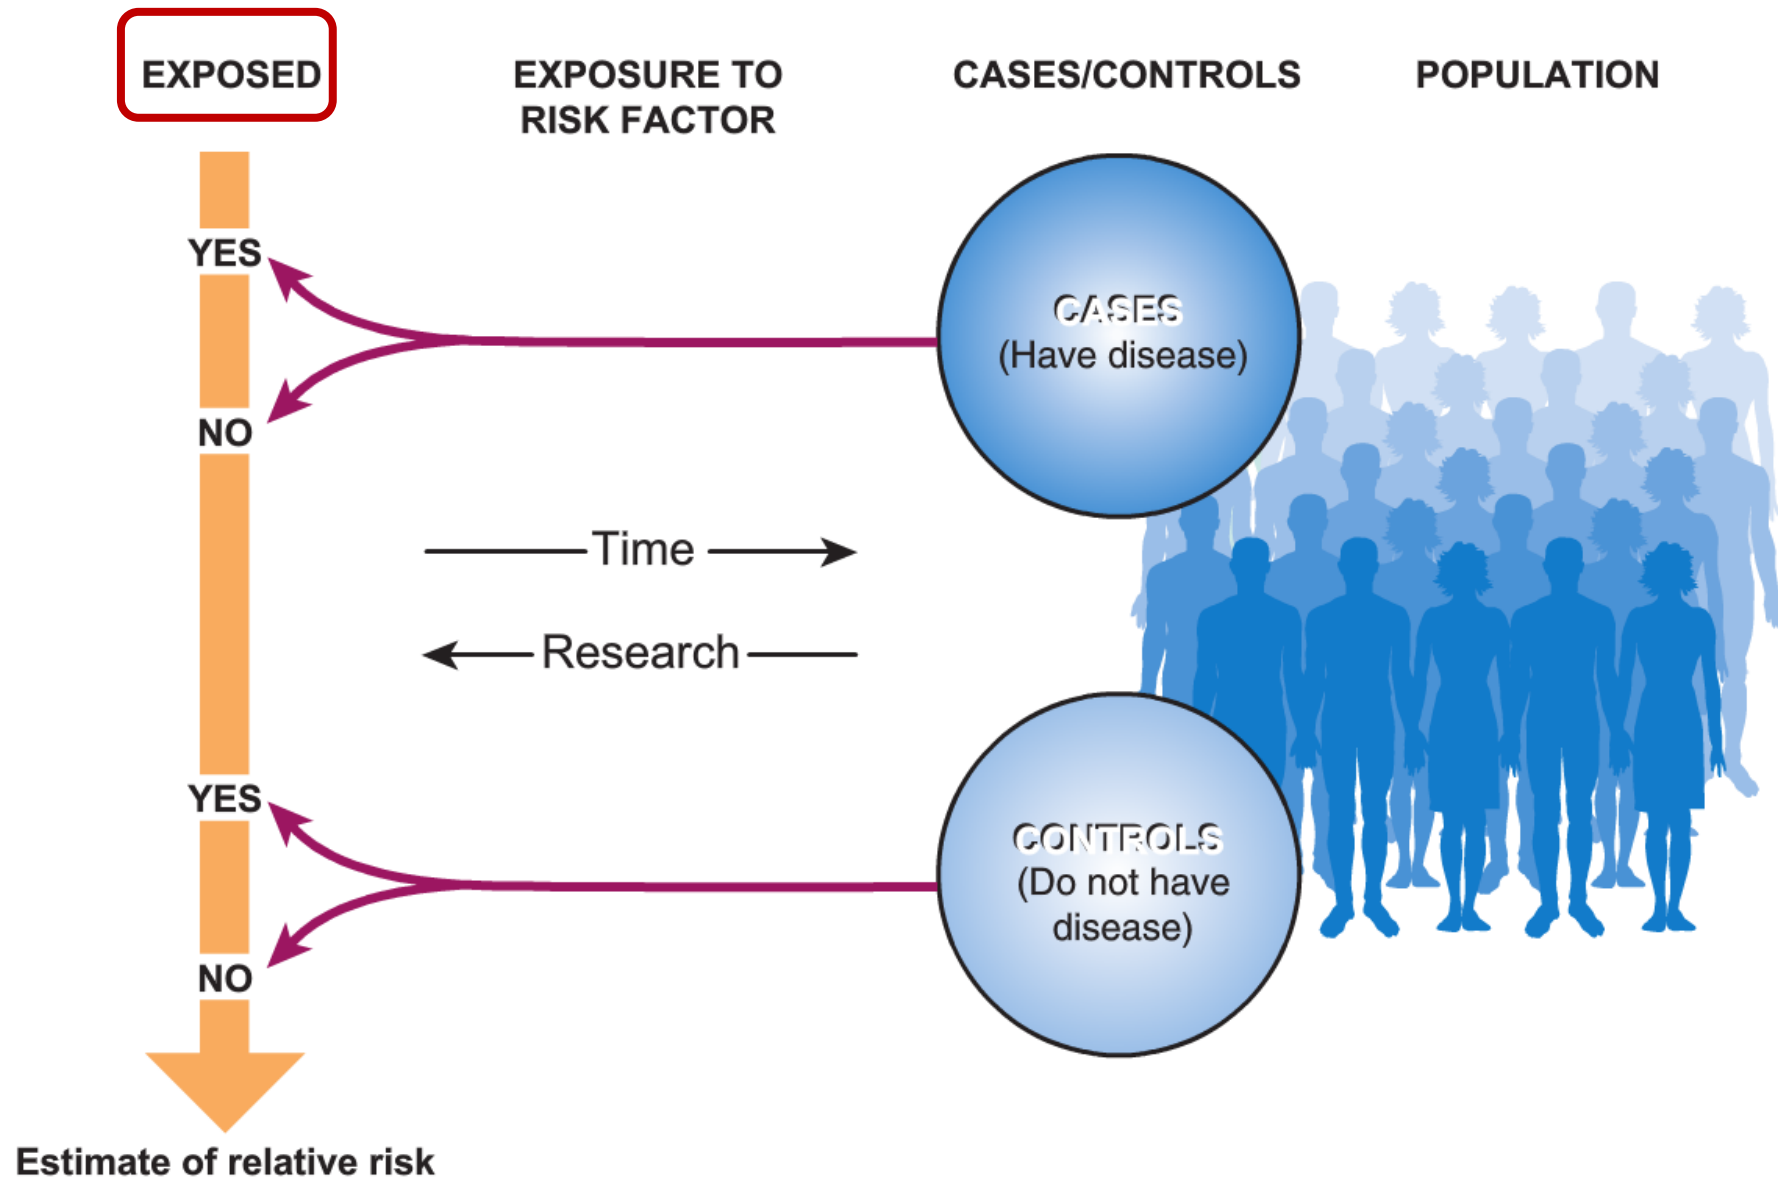 EXPOSED
EXPOSURE TO
RISK FACTOR
CASES/CONTROLS
POPULATION
YES
NO
CASES
(Have disease)
Time
Research
YES
NO
CONTROLS
(Do not have
disease)
Estimate of relative risk